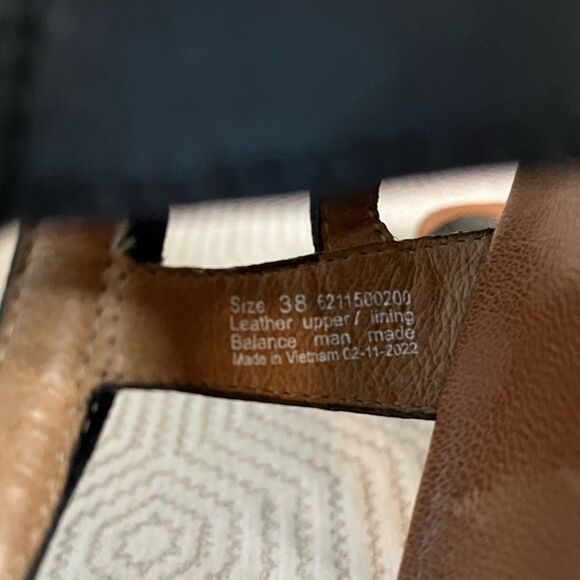 Size 38 6211500200
Leather upper/ lining
Balance man made
Made in Vietnam 02-11-2022